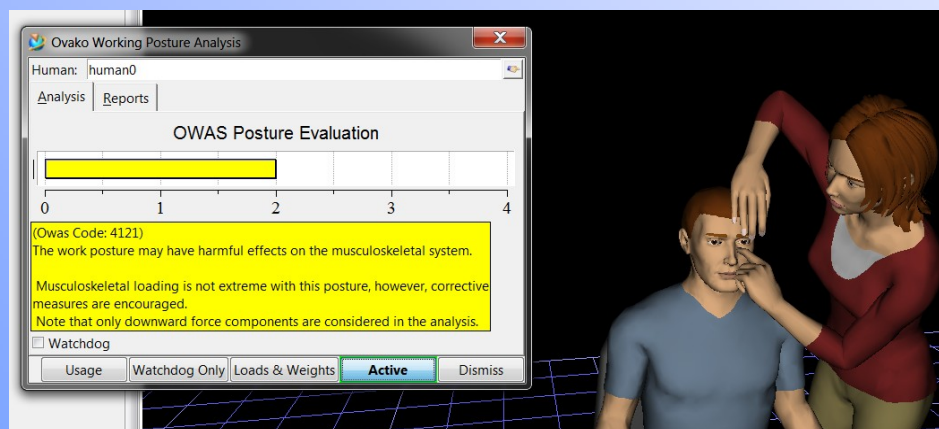 Ovako Working Posture Analysis
Human: human0
Analysis Reports
OWAS Posture Evaluation
0 1 2 3 4
(Owas Code: 4121)
The work posture may have harmful effects on the musculoskeletal system.
Musculoskeletal loading is not extreme with this posture, however, corrective
measures are encouraged.
Note that only downward force components are considered in the analysis.
Watchdog
Usage Watchdog Only Loads & Weights Active Dismiss